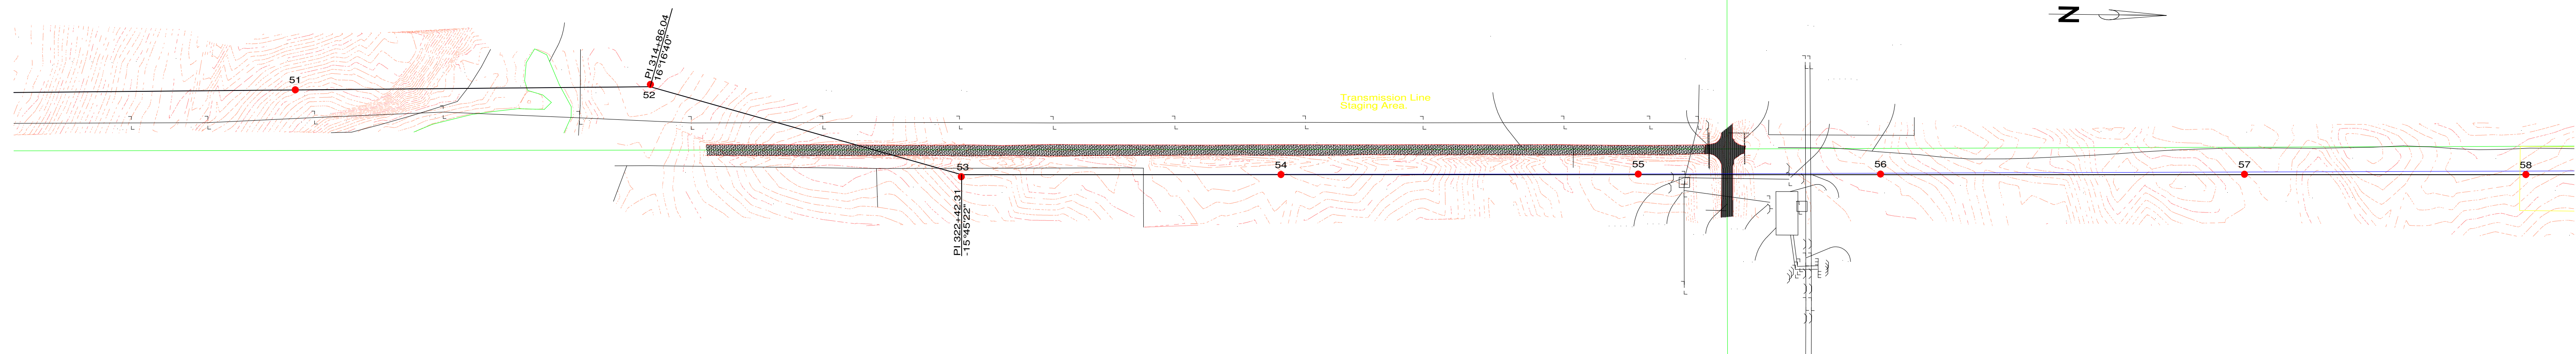 PI 314+86.04
16°16'40"
N
51
52
Transmission Line
Staging Area.
53
54
55
56
57
58
PI 322+42.31
-15°45'22"